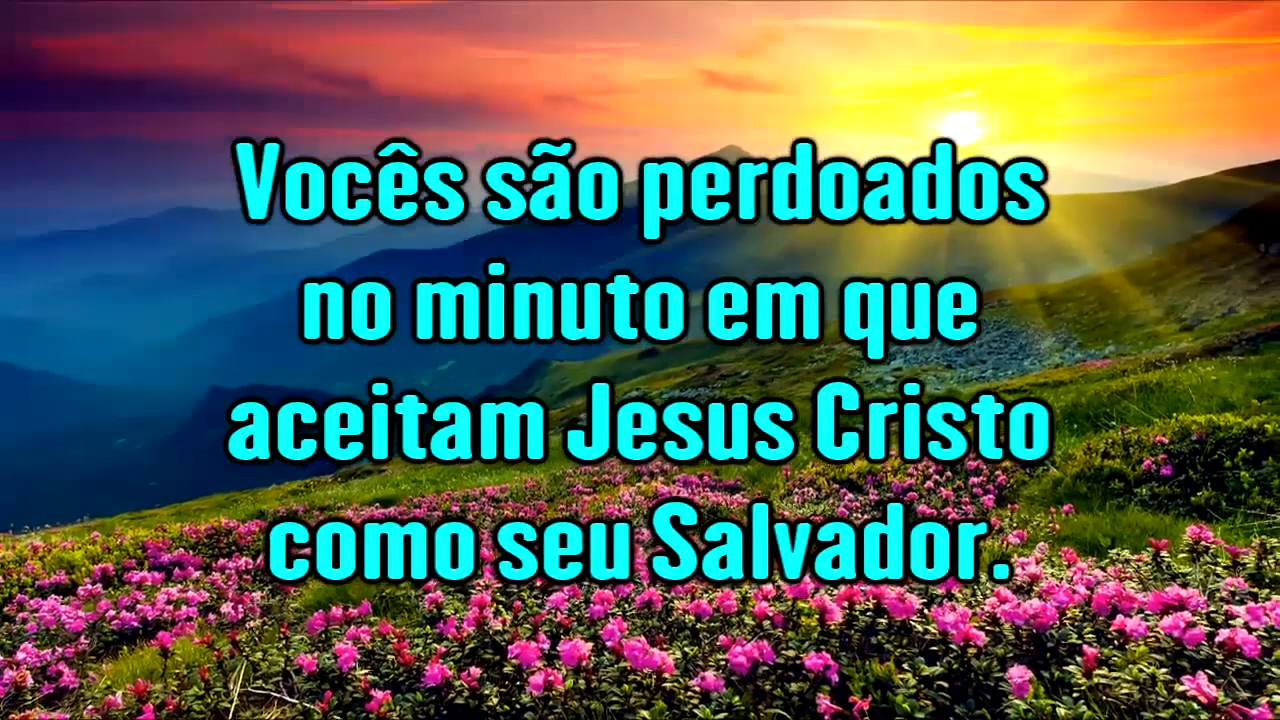 Vocês são perdoados
no minuto em que
aceitam Jesus Cristo
como seu Salvador.